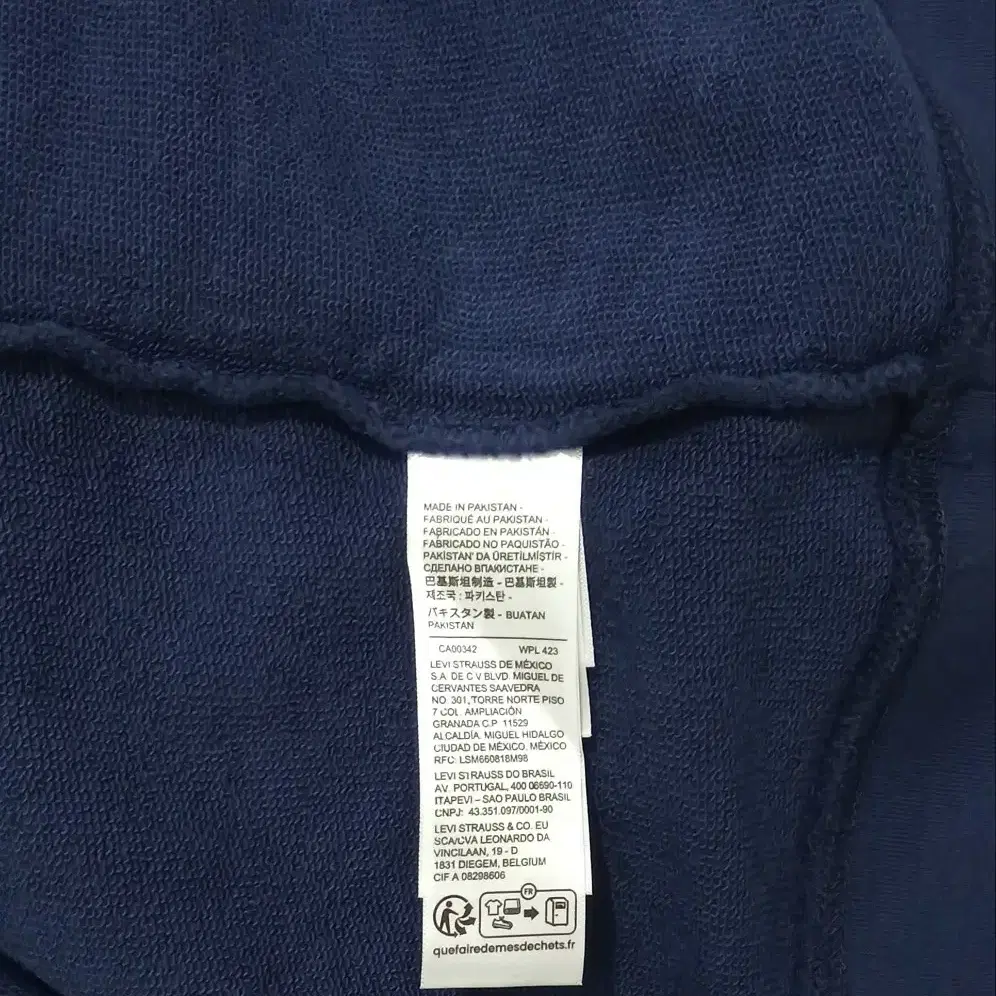 MADE IN PAKISTAN -
FABRIQUÉ AU PAKISTAN -
FABRICADO EN PAKISTÁN -
FABRICADO NO PAQUISTÃO -
PAKİSTAN' DA ÜRETİLMİŞTİR -
СДЕЛАНО ВПАКИСТАНЕ -
巴基斯坦制造 - 巴基斯坦製 -
제조국 : 파키스탄 -
パキスタン製 - BUATAN
PAKISTAN
CA00342 WPL 423
LEVI STRAUSS DE MÉXICO
S.A. DE C V BLVD. MIGUEL DE
CERVANTES SAAVEDRA
NO. 301, TORRE NORTE PISO
7 COL. AMPLIACIÓN
GRANADA C.P. 11529
ALCALDÍA. MIGUEL HIDALGO
CIUDAD DE MÉXICO. MÉXICO
RFC: LSM660818M98
LEVI STRAUSS DO BRASIL
AV. PORTUGAL, 400 06690-110
ITAPEVI – SAO PAULO BRASIL
CNPJ: 43.351.097/0001-90
LEVI STRAUSS & CO. EU
SCA/CVA LEONARDO DA
VINCILAAN, 19 - D
1831 DIEGEM, BELGIUM
CIF A 08298606
FR
quefairedemesdechets.fr